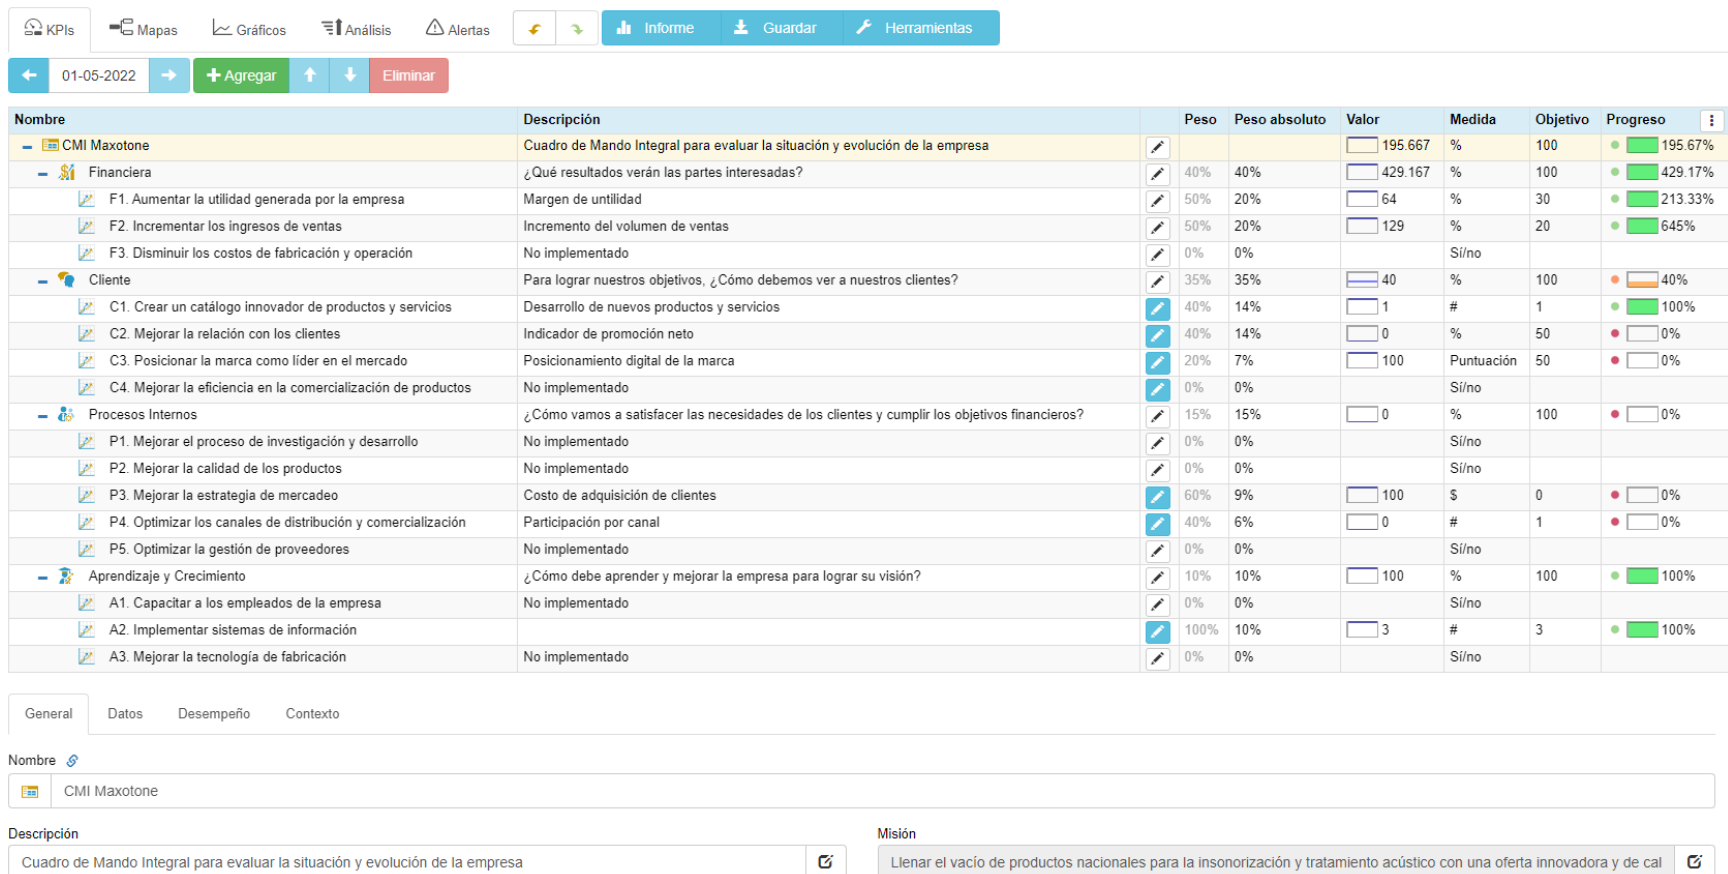 KPIs Mapas Gráficos Análisis Alertas Informe Guardar Herramientas
01-05-2022 Agregar Eliminar
Nombre Descripción Peso Peso absoluto Valor Medida Objetivo Progreso
CMI Maxotone Cuadro de Mando Integral para evaluar la situación y evolución de la empresa 195.667 % 100 195.67%
Financiera ¿Qué resultados verán las partes interesadas? 40% 40% 429.167 % 100 429.17%
F1. Aumentar la utilidad generada por la empresa Margen de untilidad 50% 20% 64 % 30 213.33%
F2. Incrementar los ingresos de ventas Incremento del volumen de ventas 50% 20% 129 % 20 645%
F3. Disminuir los costos de fabricación y operación No implementado 0% 0% Sí/no
Cliente Para lograr nuestros objetivos, ¿Cómo debemos ver a nuestros clientes? 35% 35% 40 % 100 40%
C1. Crear un catálogo innovador de productos y servicios Desarrollo de nuevos productos y servicios 40% 14% 1 # 1 100%
C2. Mejorar la relación con los clientes Indicador de promoción neto 40% 14% 0 % 50 0%
C3. Posicionar la marca como líder en el mercado Posicionamiento digital de la marca 20% 7% 100 Puntuación 50 0%
C4. Mejorar la eficiencia en la comercialización de productos No implementado 0% 0% Sí/no
Procesos Internos ¿Cómo vamos a satisfacer las necesidades de los clientes y cumplir los objetivos financieros? 15% 15% 0 % 100 0%
P1. Mejorar el proceso de investigación y desarrollo No implementado 0% 0% Sí/no
P2. Mejorar la calidad de los productos No implementado 0% 0% Sí/no
P3. Mejorar la estrategia de mercadeo Costo de adquisición de clientes 60% 9% 100 $ 0 0%
P4. Optimizar los canales de distribución y comercialización Participación por canal 40% 6% 0 # 1 0%
P5. Optimizar la gestión de proveedores No implementado 0% 0% Sí/no
Aprendizaje y Crecimiento ¿Cómo debe aprender y mejorar la empresa para lograr su visión? 10% 10% 100 % 100 100%
A1. Capacitar a los empleados de la empresa No implementado 0% 0% Sí/no
A2. Implementar sistemas de información 100% 10% 3 # 3 100%
A3. Mejorar la tecnología de fabricación No implementado 0% 0% Sí/no
General Datos Desempeño Contexto
Nombre
CMI Maxotone
Descripción Misión
Cuadro de Mando Integral para evaluar la situación y evolución de la empresa Llenar el vacío de productos nacionales para la insonorización y tratamiento acústico con una oferta innovadora y de cal